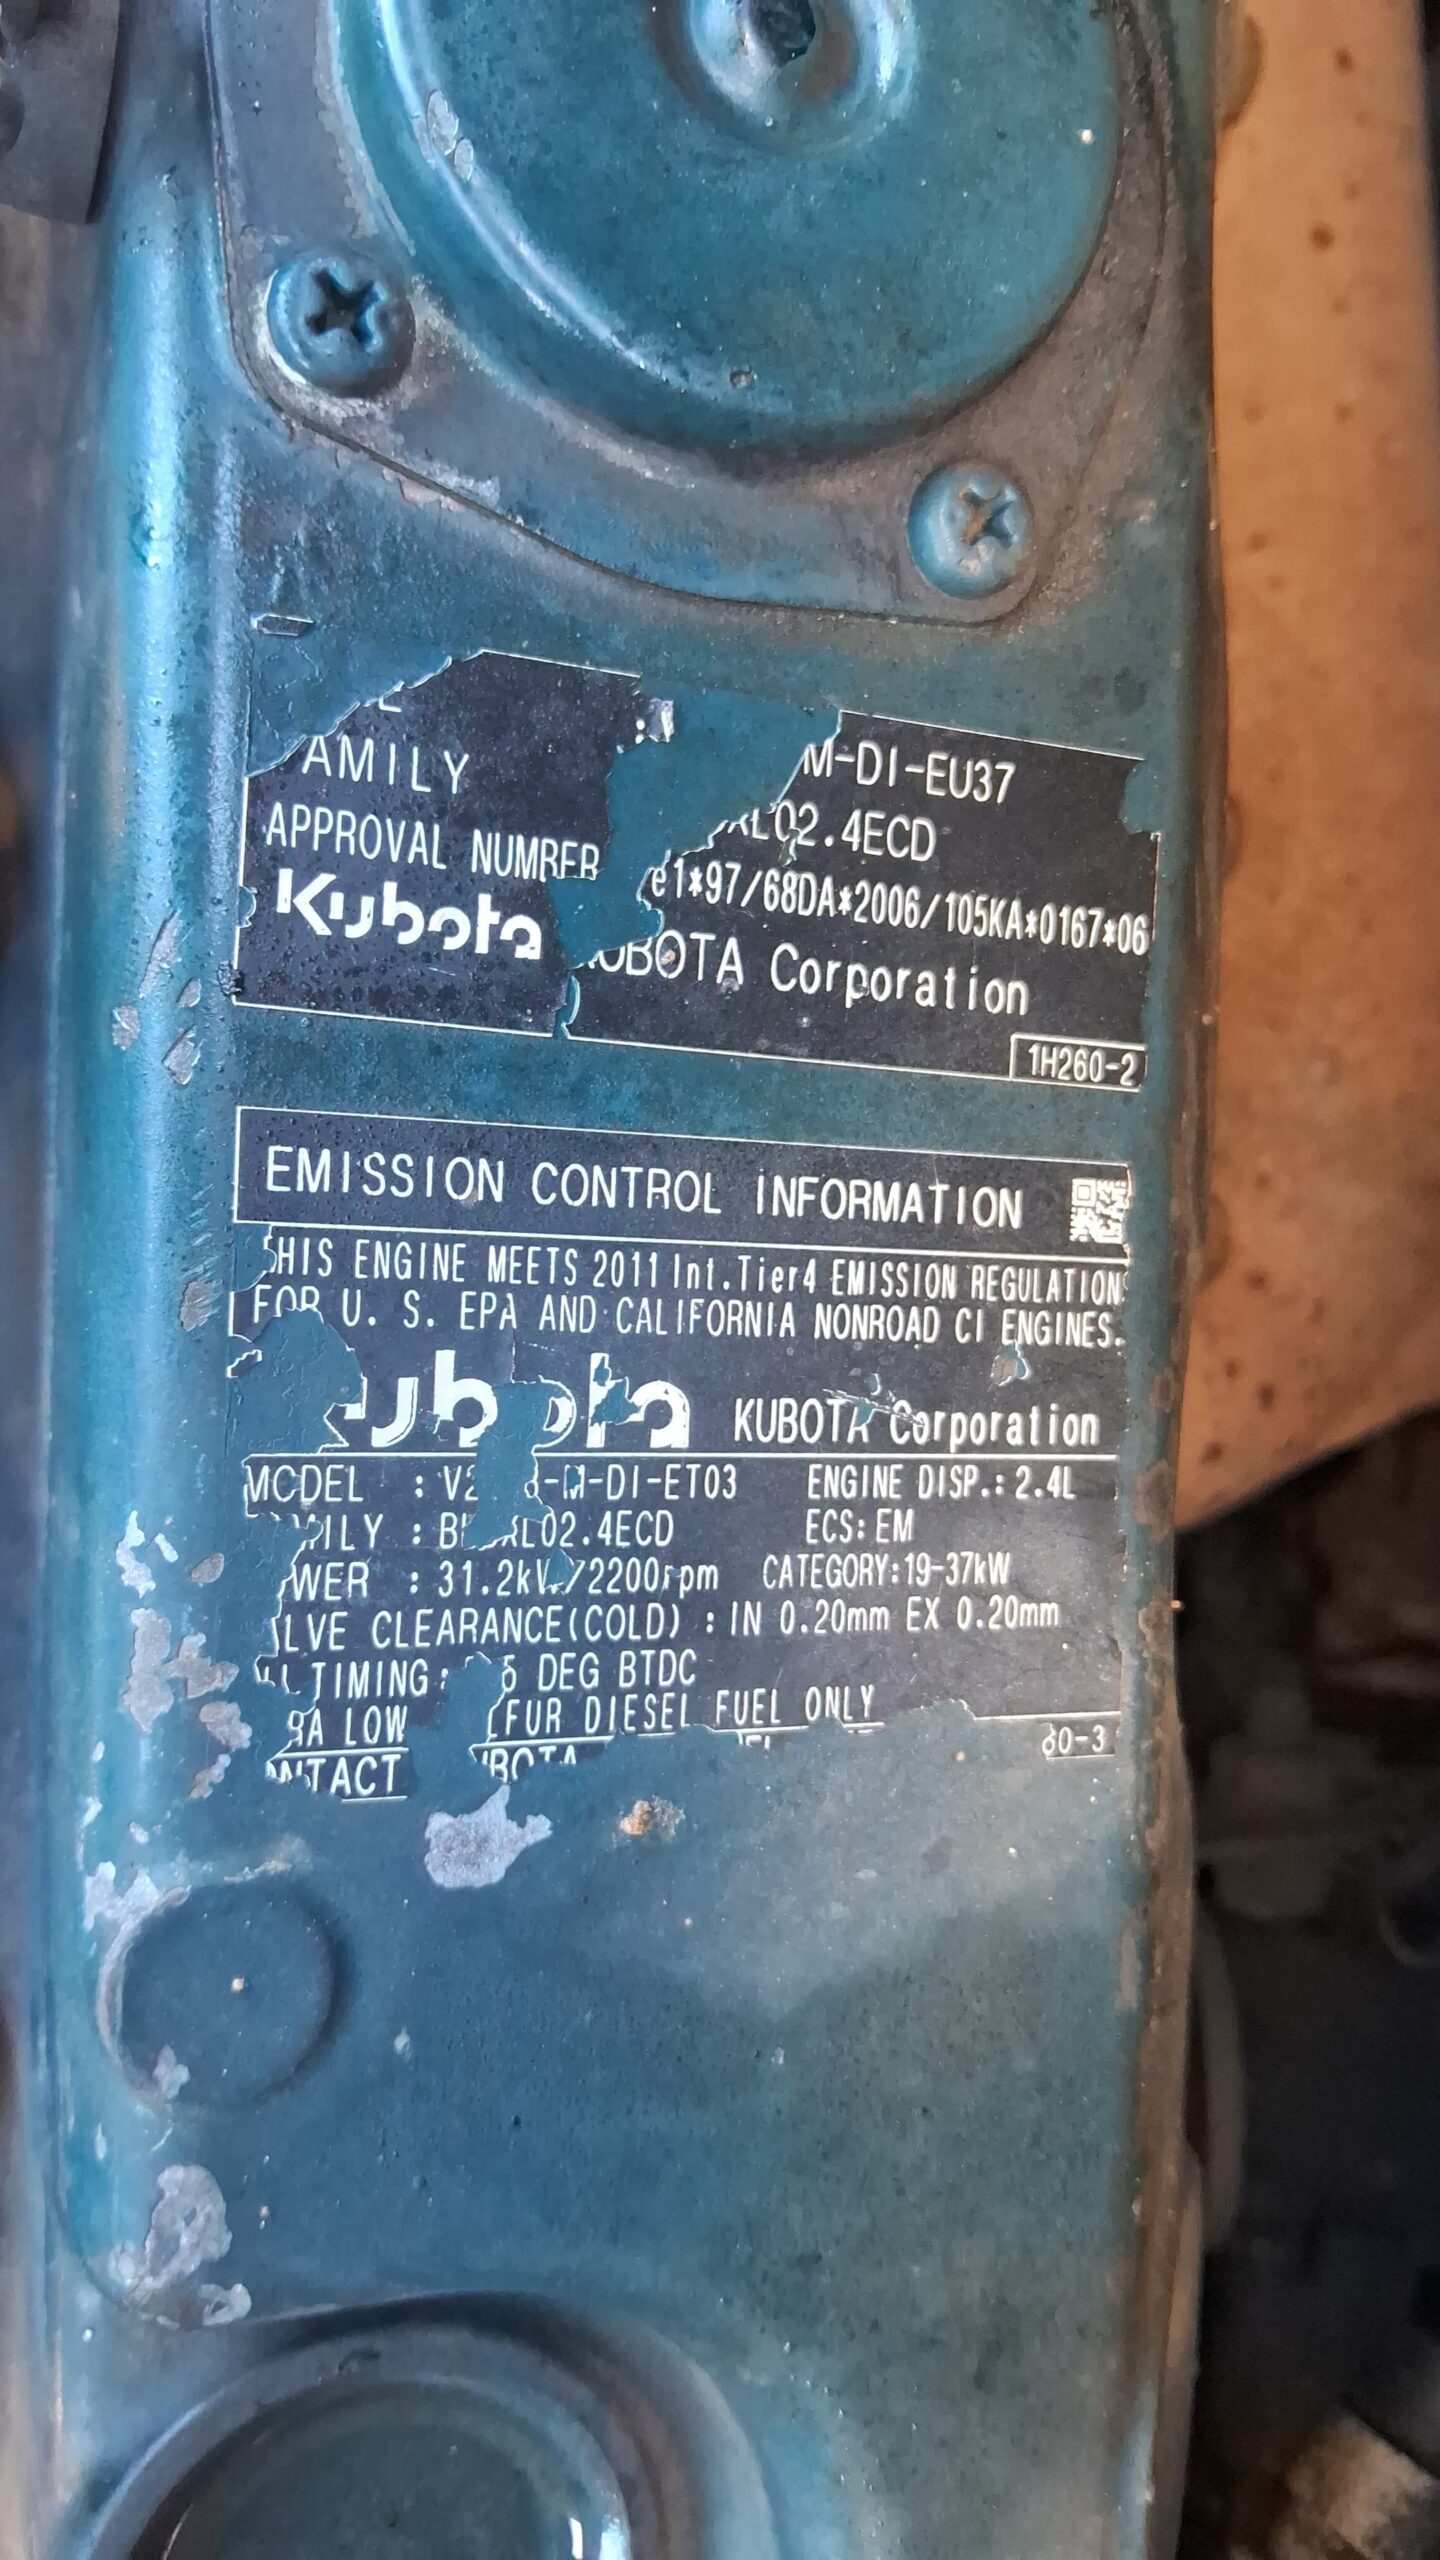 AMILY
M-DI-EU37
L02.4ECD
APPROVAL NUMBER e1*97/68DA*2006/105KA*0167*06
Kubota UBOTA Corporation
1H260-2
EMISSION CONTROL INFORMATION
HIS ENGINE MEETS 2011 Int.Tier4 EMISSION REGULATIONS
FOR U. S. EPA AND CALIFORNIA NONROAD CI ENGINES.
ubota KUBOTA Corporation
MODEL : -M-DI-ET03 ENGINE DISP.: 2.4L
ILY : L02.4ECD ECS: EM
WER : 31.2kW/2200rpm CATEGORY:19-37kW
LVE CLEARANCE(COLD) : IN 0.20mm EX 0.20mm
TIMING: DEG BTDC
RA LOW LFUR DIESEL FUEL ONLY
NTACT UBOTA
60-3